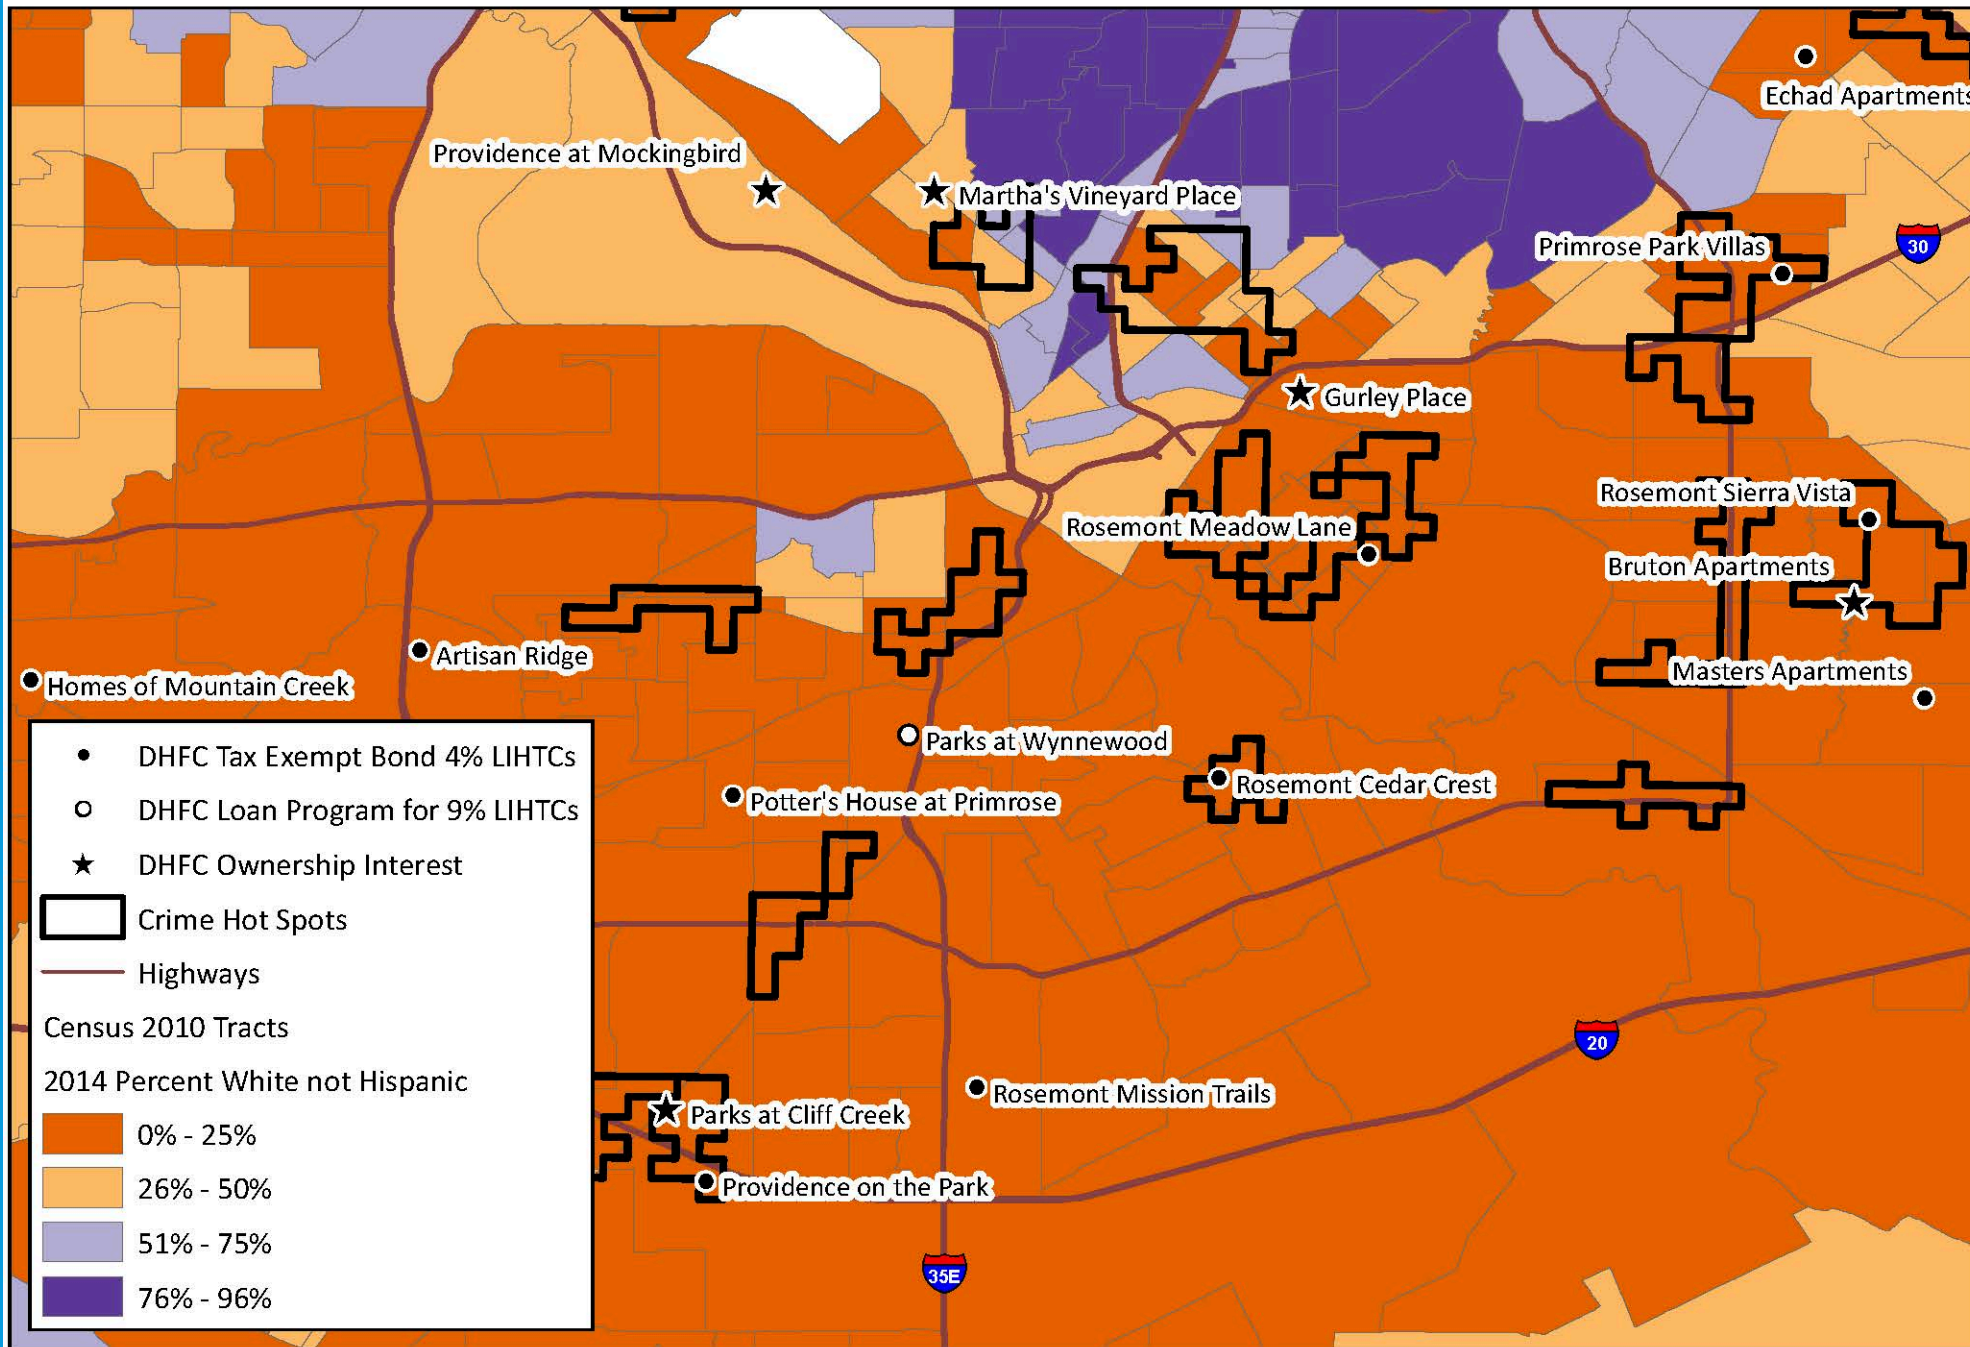 Echad Apartments
Providence at Mockingbird
Martha's Vineyard Place
Primrose Park Villas
30
Gurley Place
Rosemont Sierra Vista
Rosemont Meadow Lane
Bruton Apartments
Artisan Ridge
Masters Apartments
Homes of Mountain Creek
Parks at Wynnewood
Rosemont Cedar Crest
Potter's House at Primrose
20
Rosemont Mission Trails
Parks at Cliff Creek
Providence on the Park
35E
DHFC Tax Exempt Bond 4% LIHTCs
DHFC Loan Program for 9% LIHTCs
DHFC Ownership Interest
Crime Hot Spots
Highways
Census 2010 Tracts
2014 Percent White not Hispanic
0% - 25%
26% - 50%
51% - 75%
76% - 96%